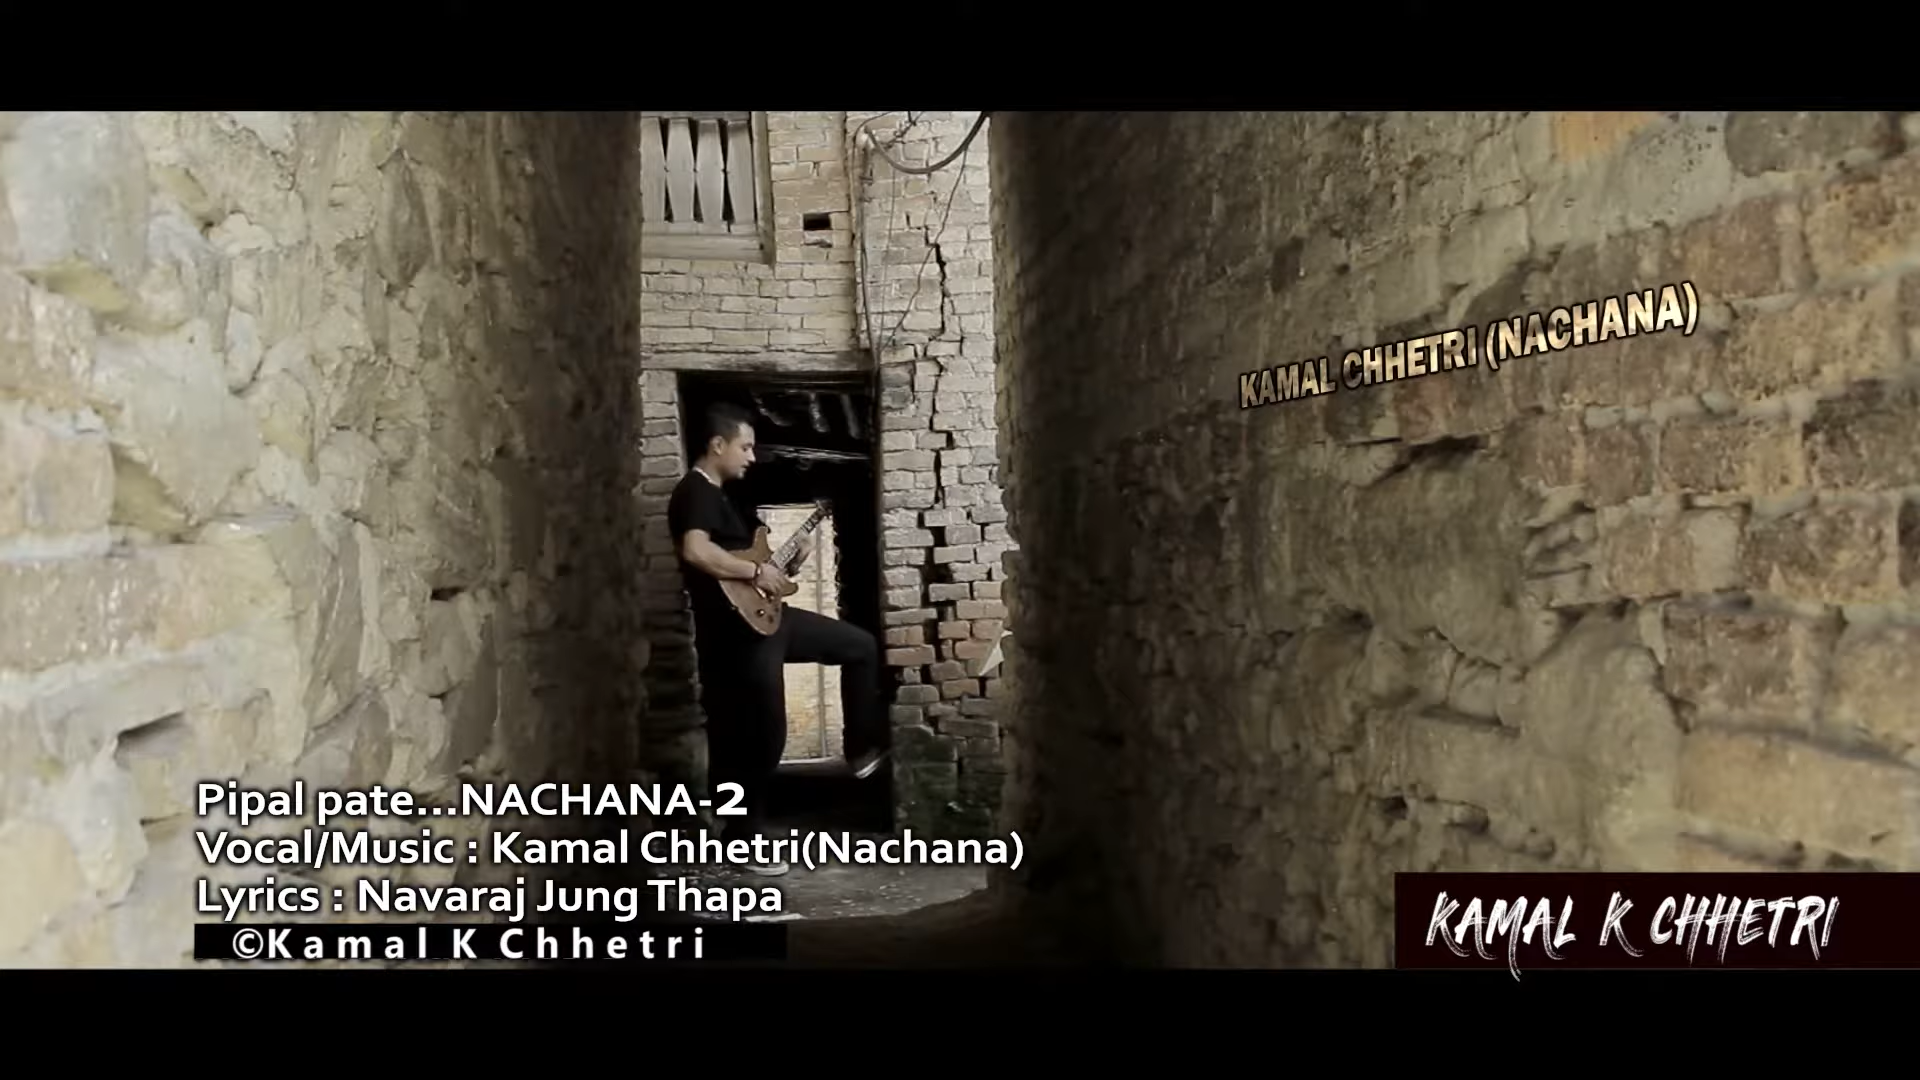 KAMAL CHHETRI (NACHANA)
Pipal pate...NACHANA-2
Vocal/Music : Kamal Chhetri(Nachana)
Lyrics : Navaraj Jung Thapa
©Kamal K Chhetri
KAMAL K CHHETRI